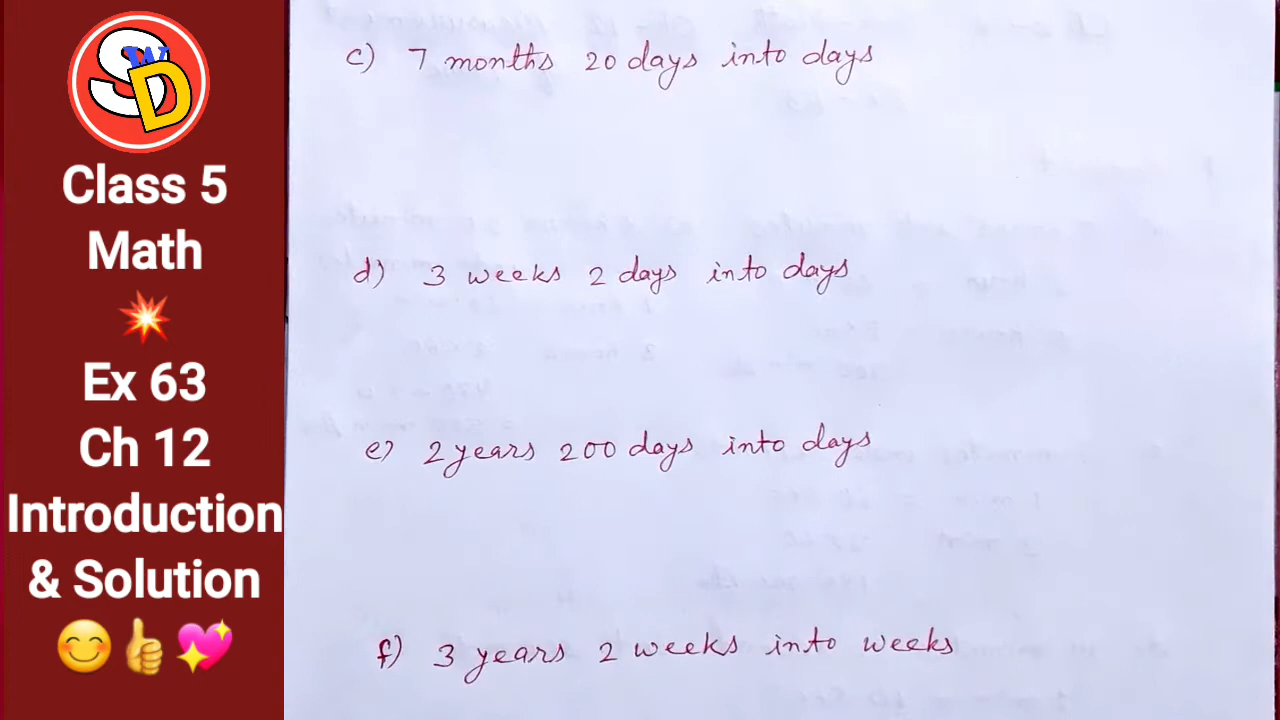 SWD
Class 5
Math
Ex 63
Ch 12
Introduction
& Solution
c) 7 months 20 days into days
d) 3 weeks 2 days into days
e) 2 years 200 days into days
f) 3 years 2 weeks into weeks